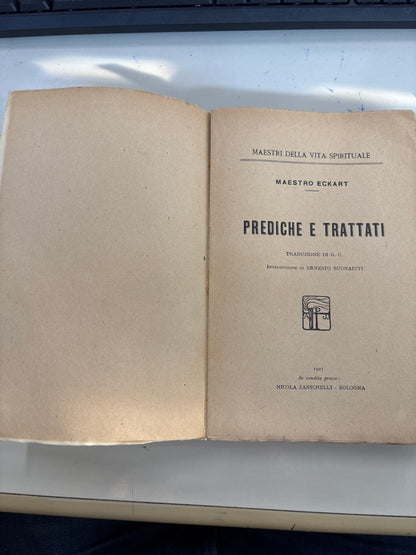 MAESTRI DELLA VITA SPIRITUALE
MAESTRO ECKART
PREDICHE E TRATTATI
TRADUZIONE DI G. C.
INTRODUZIONE DI ERNESTO BUONAIUTI
1927
In vendita presso:
NICOLA ZANICHELLI - BOLOGNA